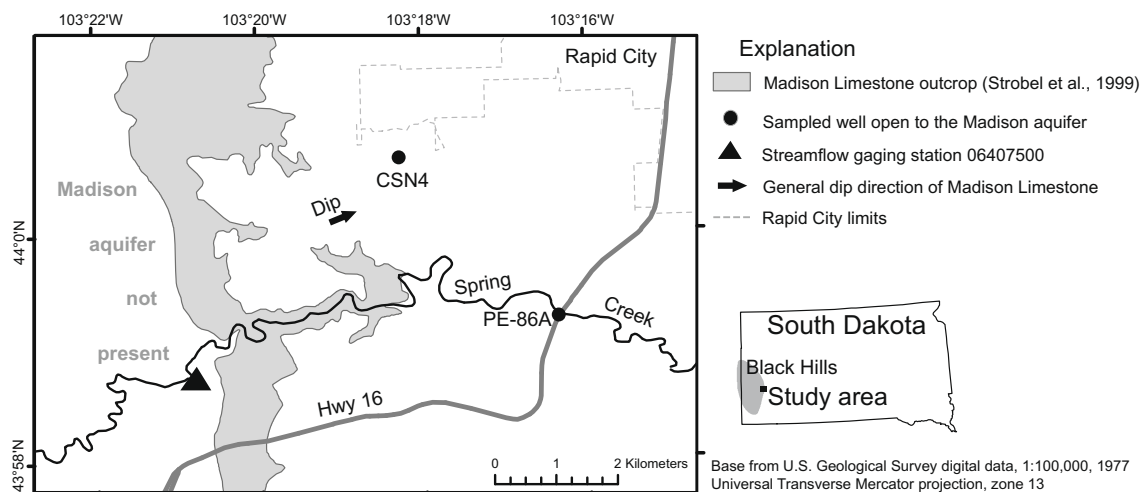 103°22'W 103°20'W 103°18'W 103°16'W
Rapid City
CSN4
Madison
aquifer
not
present
Dip
44°0'N
Spring
Creek
PE-86A
Hwy 16
43°58'N
0 1 2 Kilometers
Explanation
Madison Limestone outcrop (Strobel et al., 1999)
Sampled well open to the Madison aquifer
Streamflow gaging station 06407500
General dip direction of Madison Limestone
Rapid City limits
South Dakota
Black Hills
Study area
Base from U.S. Geological Survey digital data, 1:100,000, 1977
Universal Transverse Mercator projection, zone 13